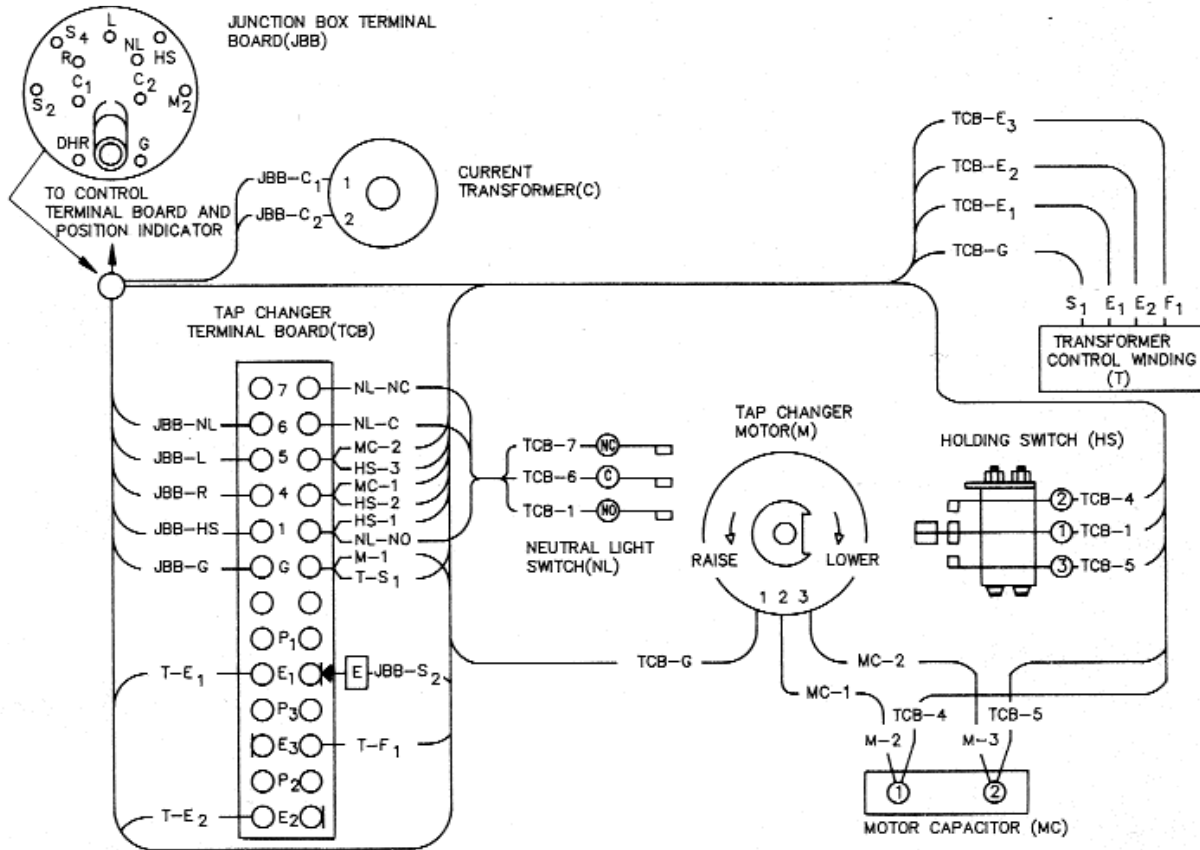 L
S4
NL
HS
R
C1
C2
S2
M2
DHR
G
JUNCTION BOX TERMINAL
BOARD(JBB)
TO CONTROL
TERMINAL BOARD AND
POSITION INDICATOR
JBB-C1 1
JBB-C2 2
CURRENT
TRANSFORMER(C)
TCB-E3
TCB-E2
TCB-E1
TCB-G
S1 E1 E2 F1
TRANSFORMER
CONTROL WINDING
(T)
TAP CHANGER
TERMINAL BOARD(TCB)
7 NL-NC
JBB-NL 6 NL-C
JBB-L 5 MC-2
HS-3
JBB-R 4 MC-1
HS-2
JBB-HS 1 HS-1
NL-NO
JBB-G G M-1
T-S1
P1
T-E1 E1 E JBB-S2
P3
E3 T-F1
P2
T-E2 E2
TCB-7 NC
TCB-6 C
TCB-1 NO
NEUTRAL LIGHT
SWITCH(NL)
TAP CHANGER
MOTOR(M)
RAISE LOWER
1 2 3
TCB-G
MC-2
MC-1
HOLDING SWITCH (HS)
2 TCB-4
1 TCB-1
3 TCB-5
TCB-4 TCB-5
M-2 M-3
1 2
MOTOR CAPACITOR (MC)